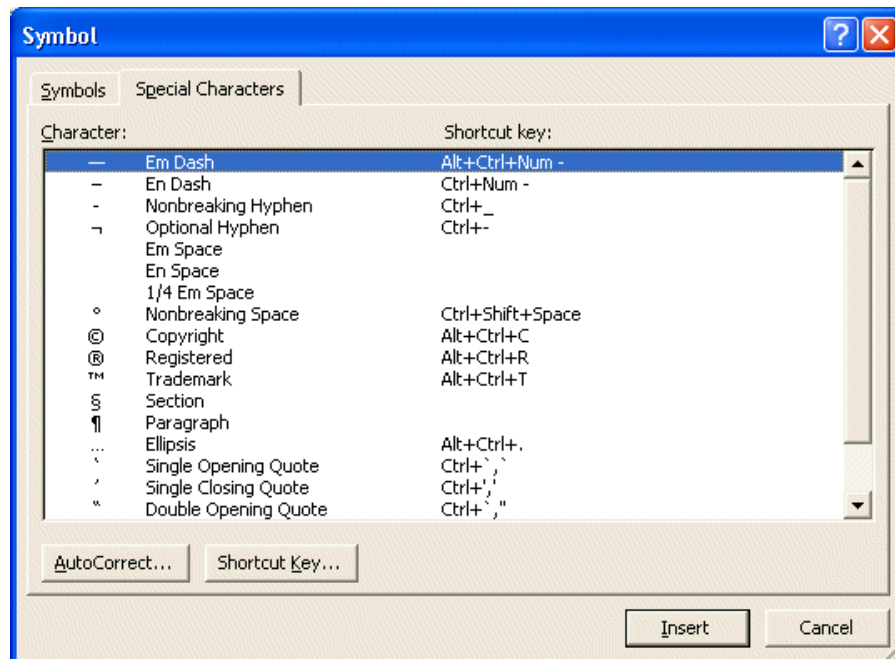 Symbol
Symbols Special Characters
Character: Shortcut key:
— Em Dash Alt+Ctrl+Num -
– En Dash Ctrl+Num -
- Nonbreaking Hyphen Ctrl+_
¬ Optional Hyphen Ctrl+-
Em Space
En Space
1/4 Em Space
° Nonbreaking Space Ctrl+Shift+Space
© Copyright Alt+Ctrl+C
® Registered Alt+Ctrl+R
™ Trademark Alt+Ctrl+T
§ Section
¶ Paragraph
… Ellipsis Alt+Ctrl+.
‘ Single Opening Quote Ctrl+`,`
’ Single Closing Quote Ctrl+','
“ Double Opening Quote Ctrl+`,"
AutoCorrect... Shortcut Key...
Insert Cancel